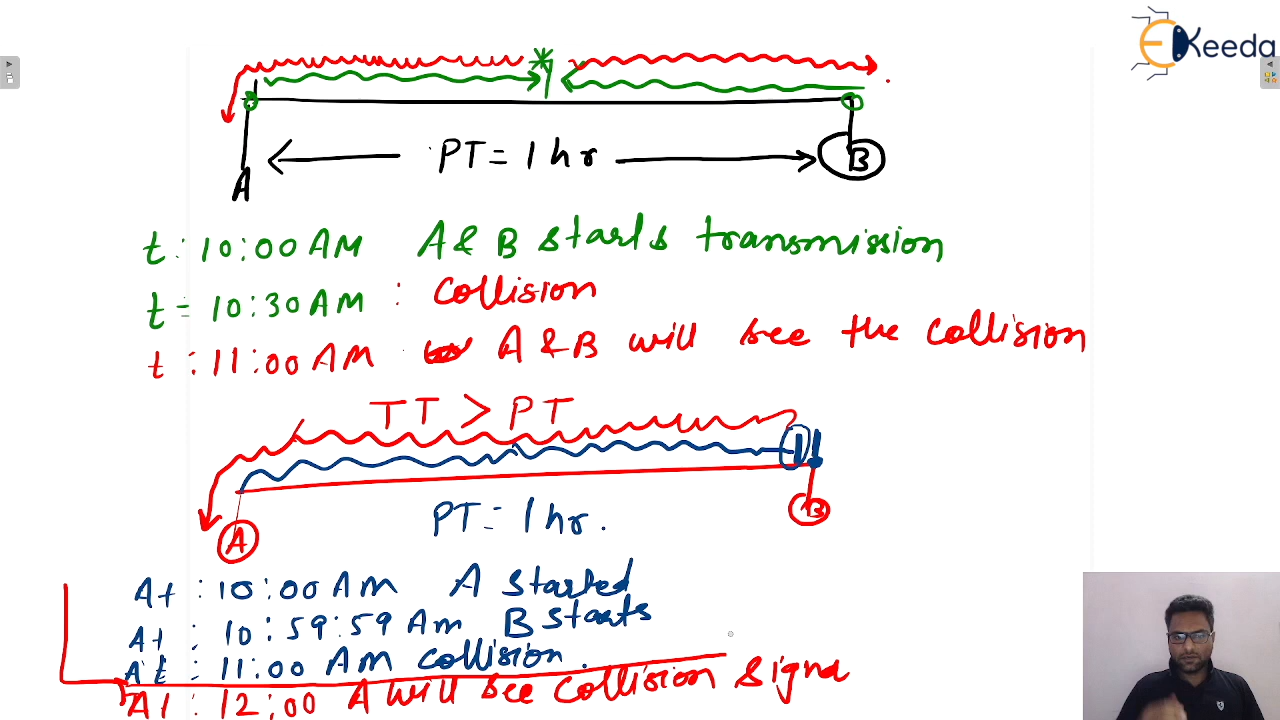 EKeeda
PT = 1 hr
A
B
t : 10:00 AM A & B starts transmission
t = 10:30 AM : Collision
t : 11:00 AM A & B will see the collision
TT > PT
A
PT = 1 hr.
B
At : 10:00 AM A started
At : 10:59:59 Am B starts
At : 11:00 AM collision.
At : 12:00 A will see collision signa